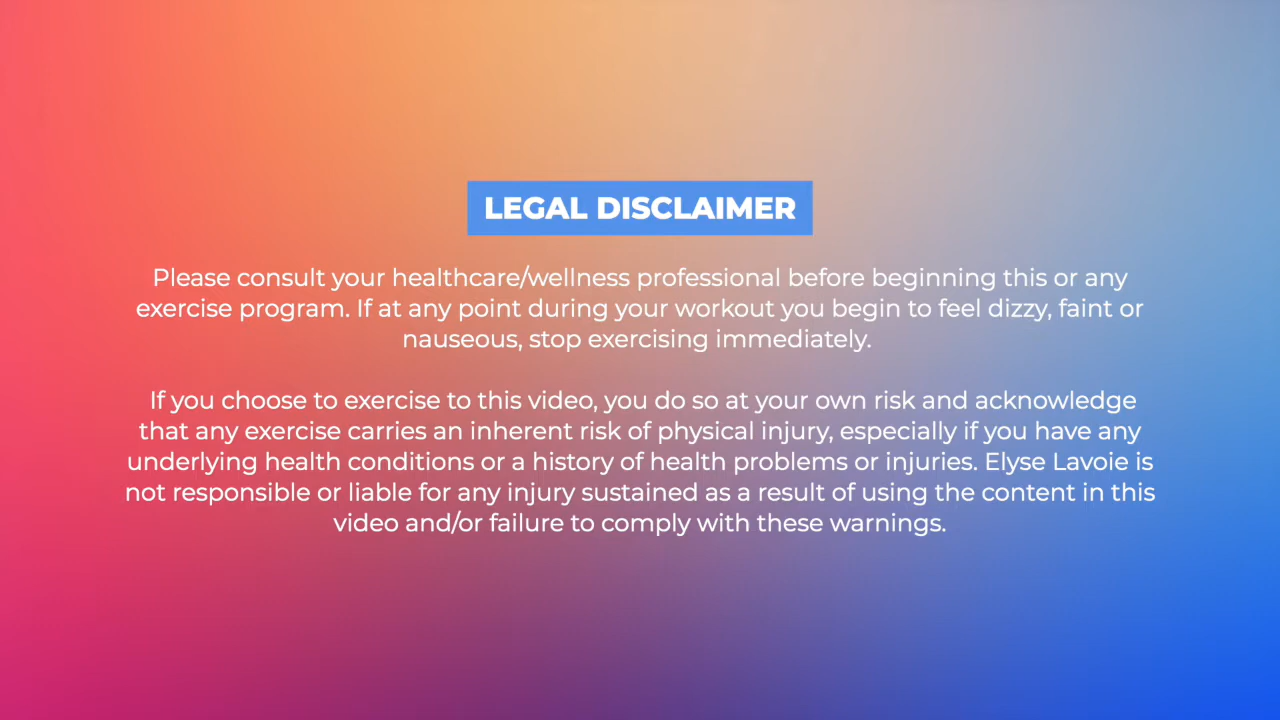 LEGAL DISCLAIMER
Please consult your healthcare/wellness professional before beginning this or any
exercise program. If at any point during your workout you begin to feel dizzy, faint or
nauseous, stop exercising immediately.
If you choose to exercise to this video, you do so at your own risk and acknowledge
that any exercise carries an inherent risk of physical injury, especially if you have any
underlying health conditions or a history of health problems or injuries. Elyse Lavoie is
not responsible or liable for any injury sustained as a result of using the content in this
video and/or failure to comply with these warnings.